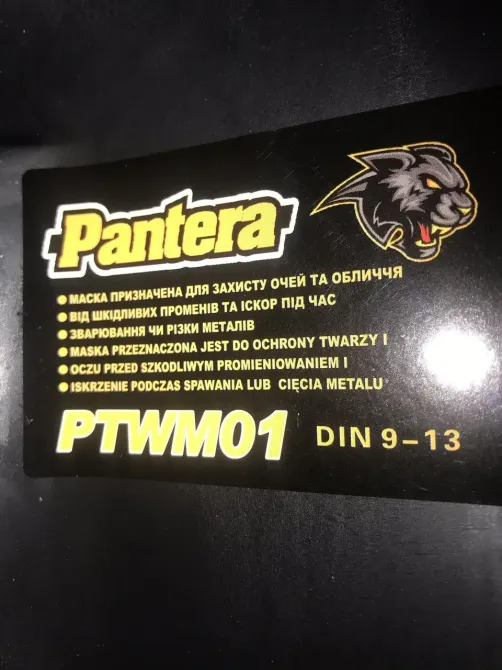 Pantera
● МАСКА ПРИЗНАЧЕНА ДЛЯ ЗАХИСТУ ОЧЕЙ ТА ОБЛИЧЧЯ
● ВІД ШКІДЛИВИХ ПРОМЕНІВ ТА ІСКОР ПІД ЧАС
● ЗВАРЮВАННЯ ЧИ РІЗКИ МЕТАЛІВ
● MASKA PRZEZNACZONA JEST DO OCHRONY TWARZY I
● OCZU PRZED SZKODLIWYM PROMIENIOWANIEM I
● ISKRZENIE PODCZAS SPAWANIA LUB CIĘCIA METALU
PTWM01 DIN 9–13